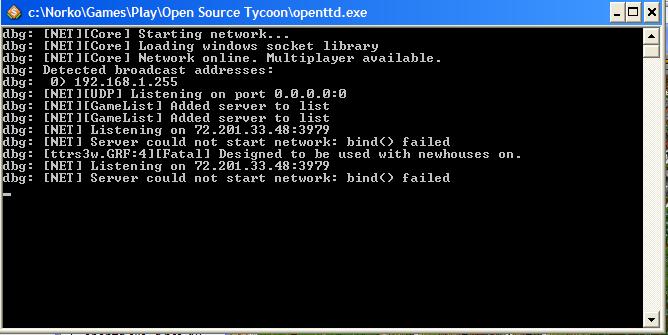 c:\Norko\Games\Play\Open Source Tycoon\openttd.exe
dbg: [NET][Core] Starting network...
dbg: [NET][Core] Loading windows socket library
dbg: [NET][Core] Network online. Multiplayer available.
dbg: Detected broadcast addresses:
dbg:  0) 192.168.1.255
dbg: [NET][UDP] Listening on port 0.0.0.0:0
dbg: [NET][GameList] Added server to list
dbg: [NET][GameList] Added server to list
dbg: [NET] Listening on 72.201.33.48:3979
dbg: [NET] Server could not start network: bind() failed
dbg: [ttrs3w.GRF:4][Fatal] Designed to be used with newhouses on.
dbg: [NET] Listening on 72.201.33.48:3979
dbg: [NET] Server could not start network: bind() failed